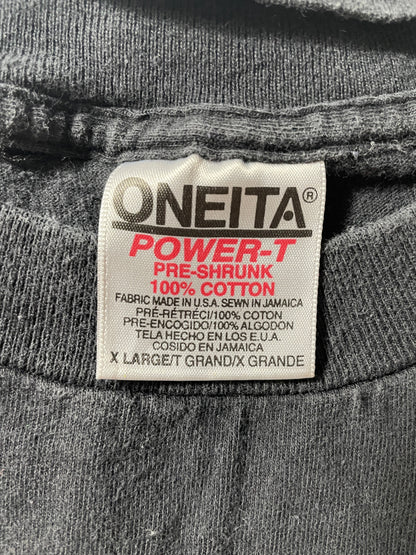 ONEITA®
POWER-T
PRE-SHRUNK
100% COTTON
FABRIC MADE IN U.S.A. SEWN IN JAMAICA
PRÉ-RÉTRÉCI/100% COTON
PRE-ENCOGIDO/100% ALGODON
TELA HECHO EN LOS E.U.A.
COSIDO EN JAMAICA
X LARGE/T GRAND/X GRANDE